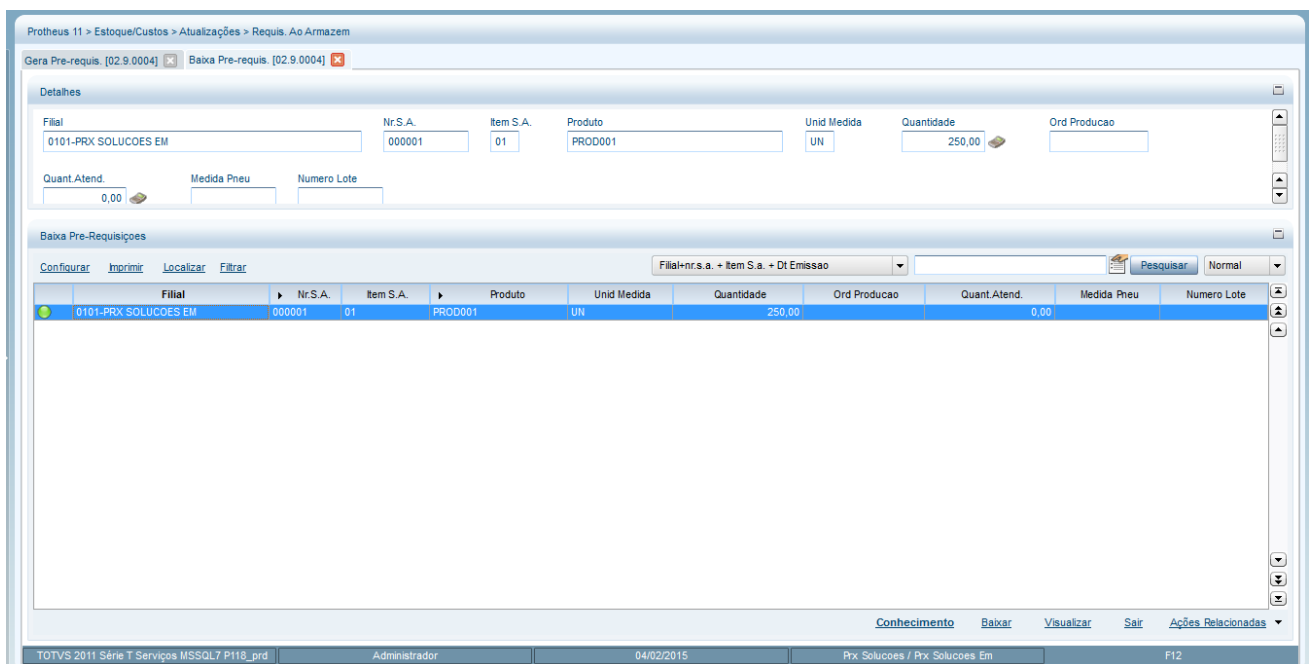 Protheus 11 > Estoque/Custos > Atualizações > Requis. Ao Armazem
Gera Pre-requis. [02.9.0004] Baixa Pre-requis. [02.9.0004]
Detalhes
Filial Nr.S.A. Item S.A. Produto Unid Medida Quantidade Ord Producao
0101-PRX SOLUCOES EM 000001 01 PROD001 UN 250,00
Quant.Atend. Medida Pneu Numero Lote
0,00
Baixa Pre-Requisiçoes
Configurar Imprimir Localizar Filtrar Filial+nr.s.a. + Item S.a. + Dt Emissao Pesquisar Normal
Filial Nr.S.A. Item S.A. Produto Unid Medida Quantidade Ord Producao Quant.Atend. Medida Pneu Numero Lote
0101-PRX SOLUCOES EM 000001 01 PROD001 UN 250,00 0,00
Conhecimento Baixar Visualizar Sair Ações Relacionadas
TOTVS 2011 Série T Serviços MSSQL7 P118_prd Administrador 04/02/2015 Prx Solucoes / Prx Solucoes Em F12